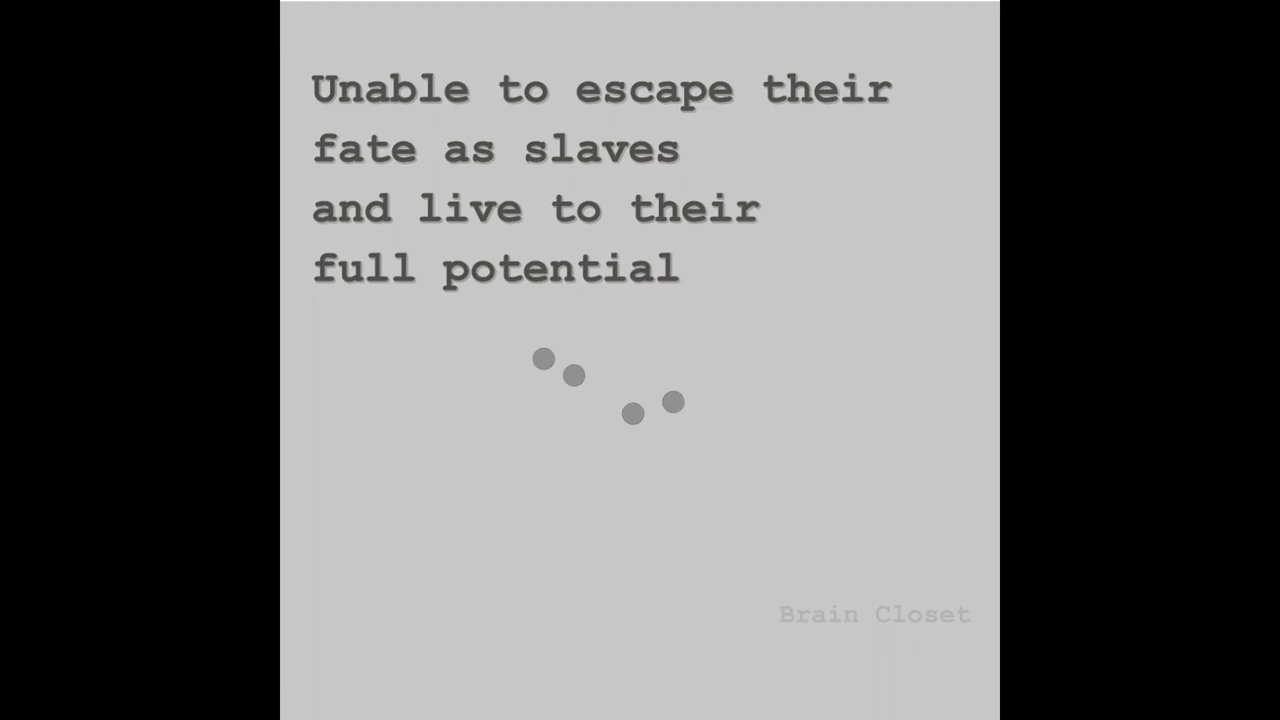 Unable to escape their
fate as slaves
and live to their
full potential
Brain Closet